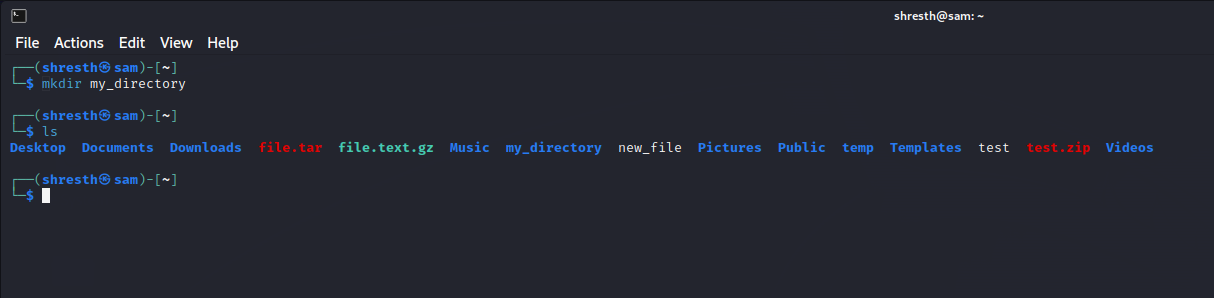 shresth@sam: ~
File Actions Edit View Help
┌──(shresth㉿sam)-[~]
└─$ mkdir my_directory
┌──(shresth㉿sam)-[~]
└─$ ls
Desktop Documents Downloads file.tar file.text.gz Music my_directory new_file Pictures Public temp Templates test test.zip Videos
┌──(shresth㉿sam)-[~]
└─$